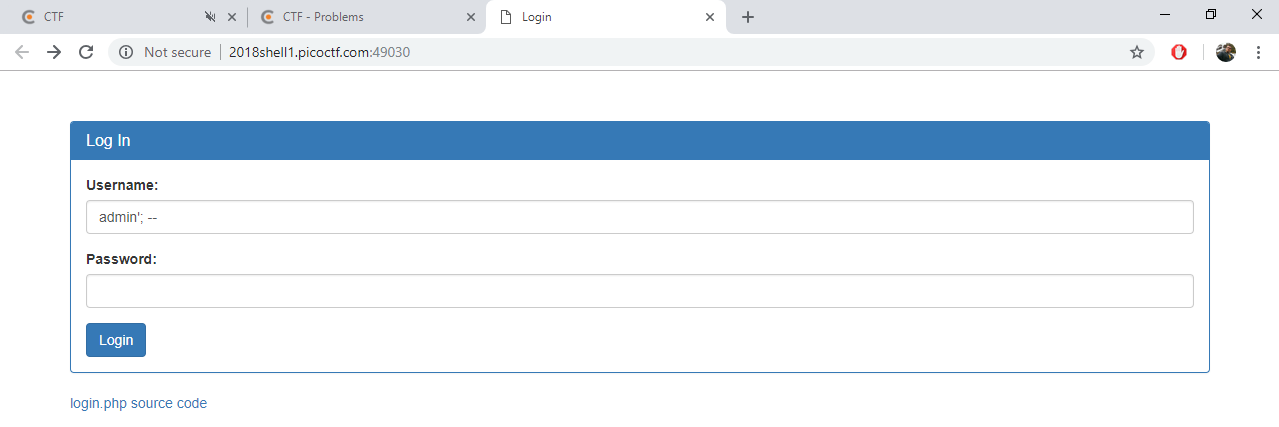 CTF
CTF - Problems
Login
Not secure
2018shell1.picoctf.com:49030
Log In
Username:
admin'; --
Password:
Login
login.php source code